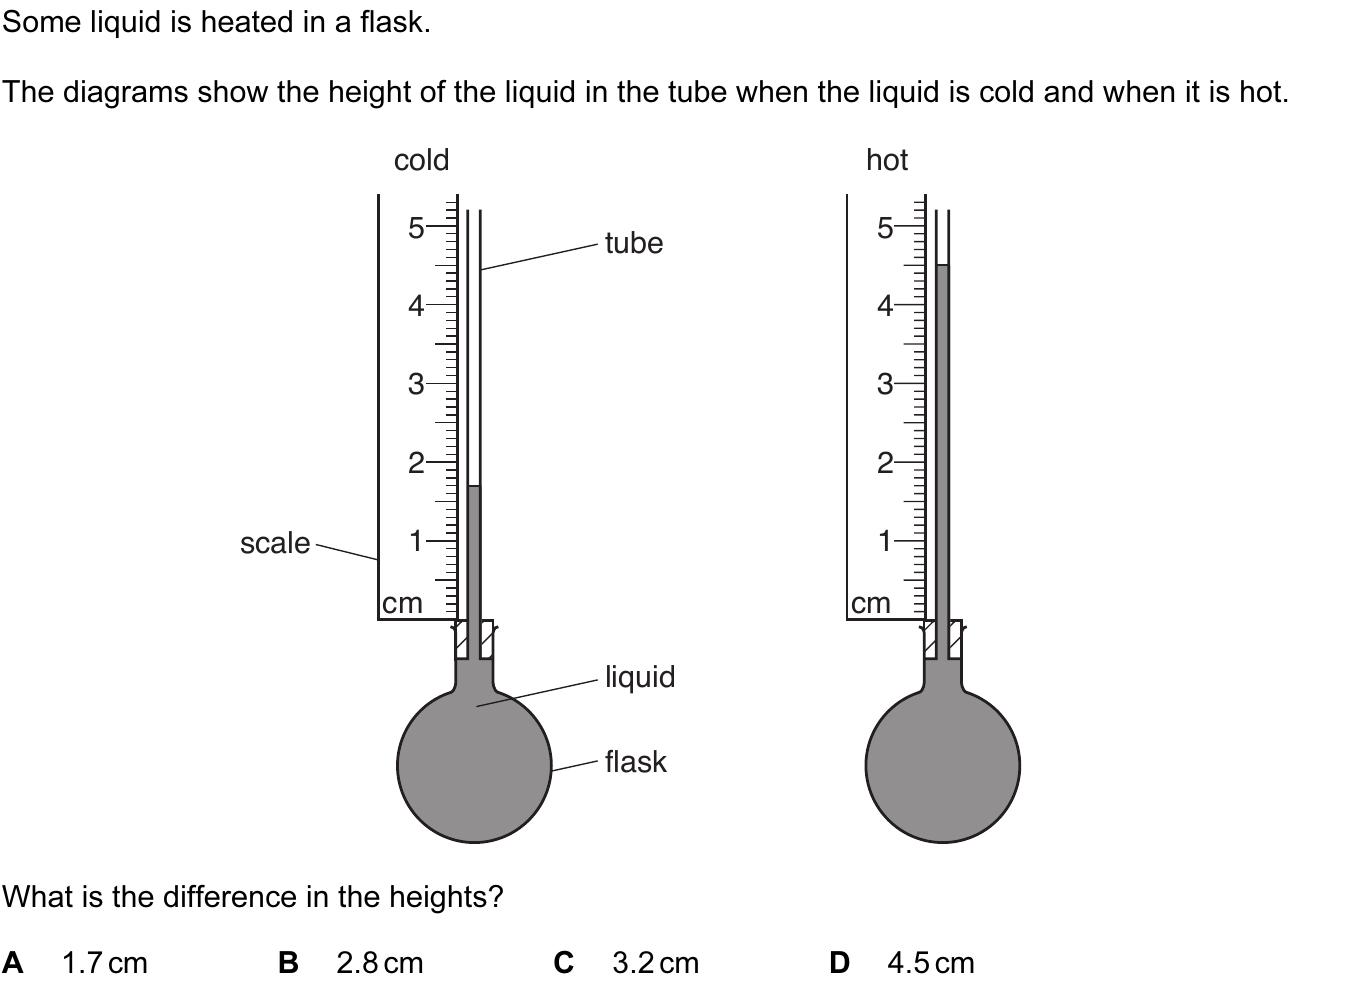 Some liquid is heated in a flask.
The diagrams show the height of the liquid in the tube when the liquid is cold and when it is hot.
cold
hot
5
tube
4
3
2
scale
1
cm
liquid
flask
5
4
3
2
1
cm
What is the difference in the heights?
A 1.7 cm B 2.8 cm C 3.2 cm D 4.5 cm